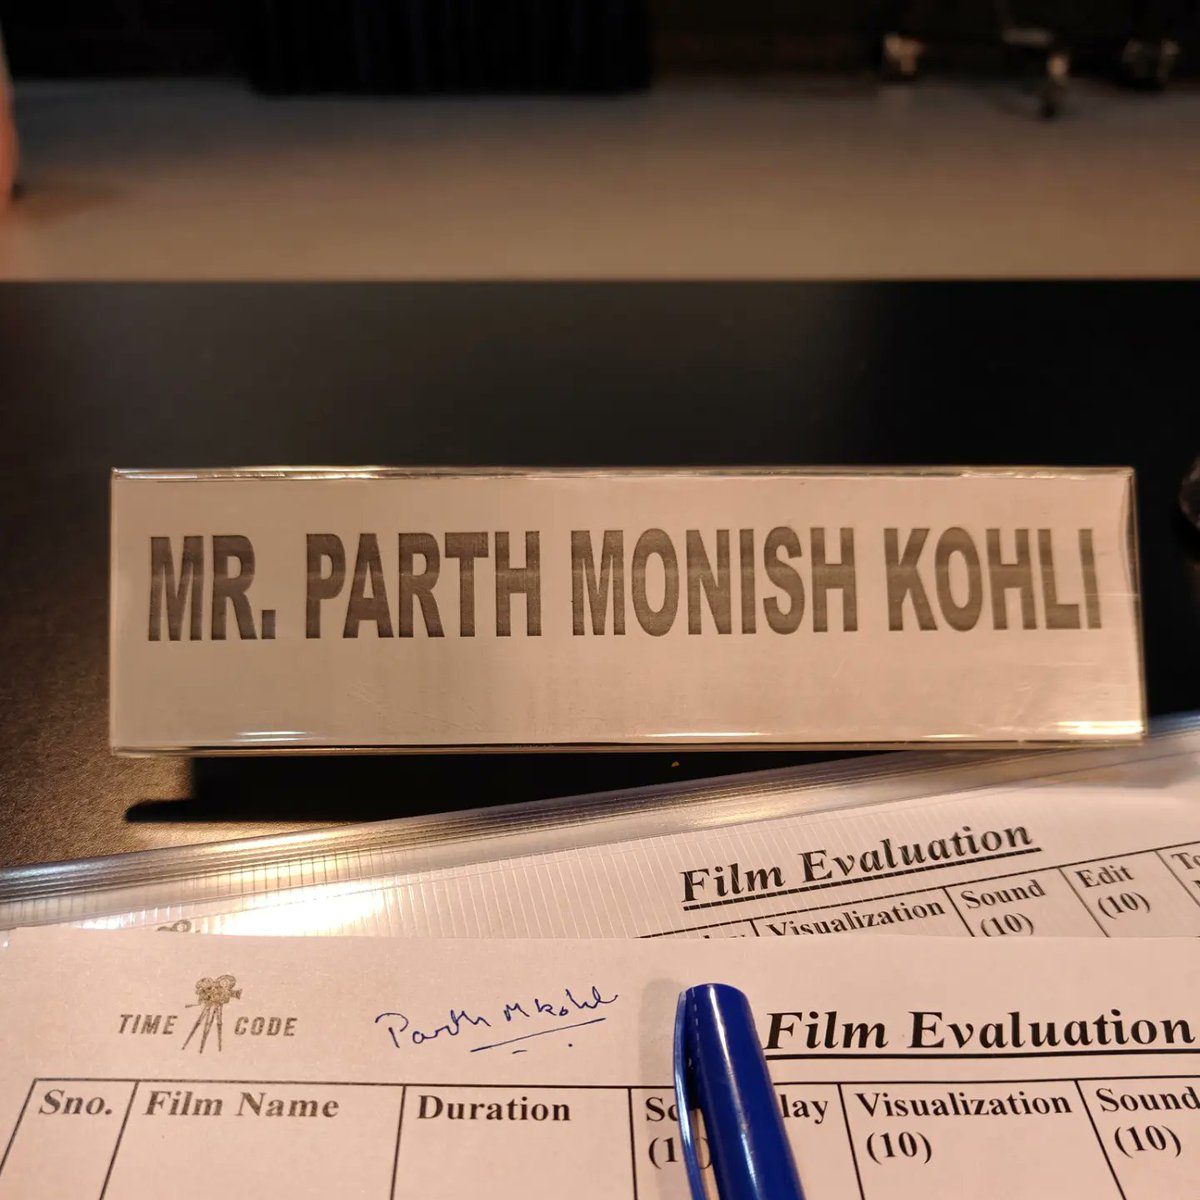 MR. PARTH MONISH KOHLI
Film Evaluation
Visualization
Sound
(10)
Edit
(10)
TIME CODE
Parth M Kohli
Film Evaluation
Sno.
Film Name
Duration
Visualization
(10)
Sound
(10)